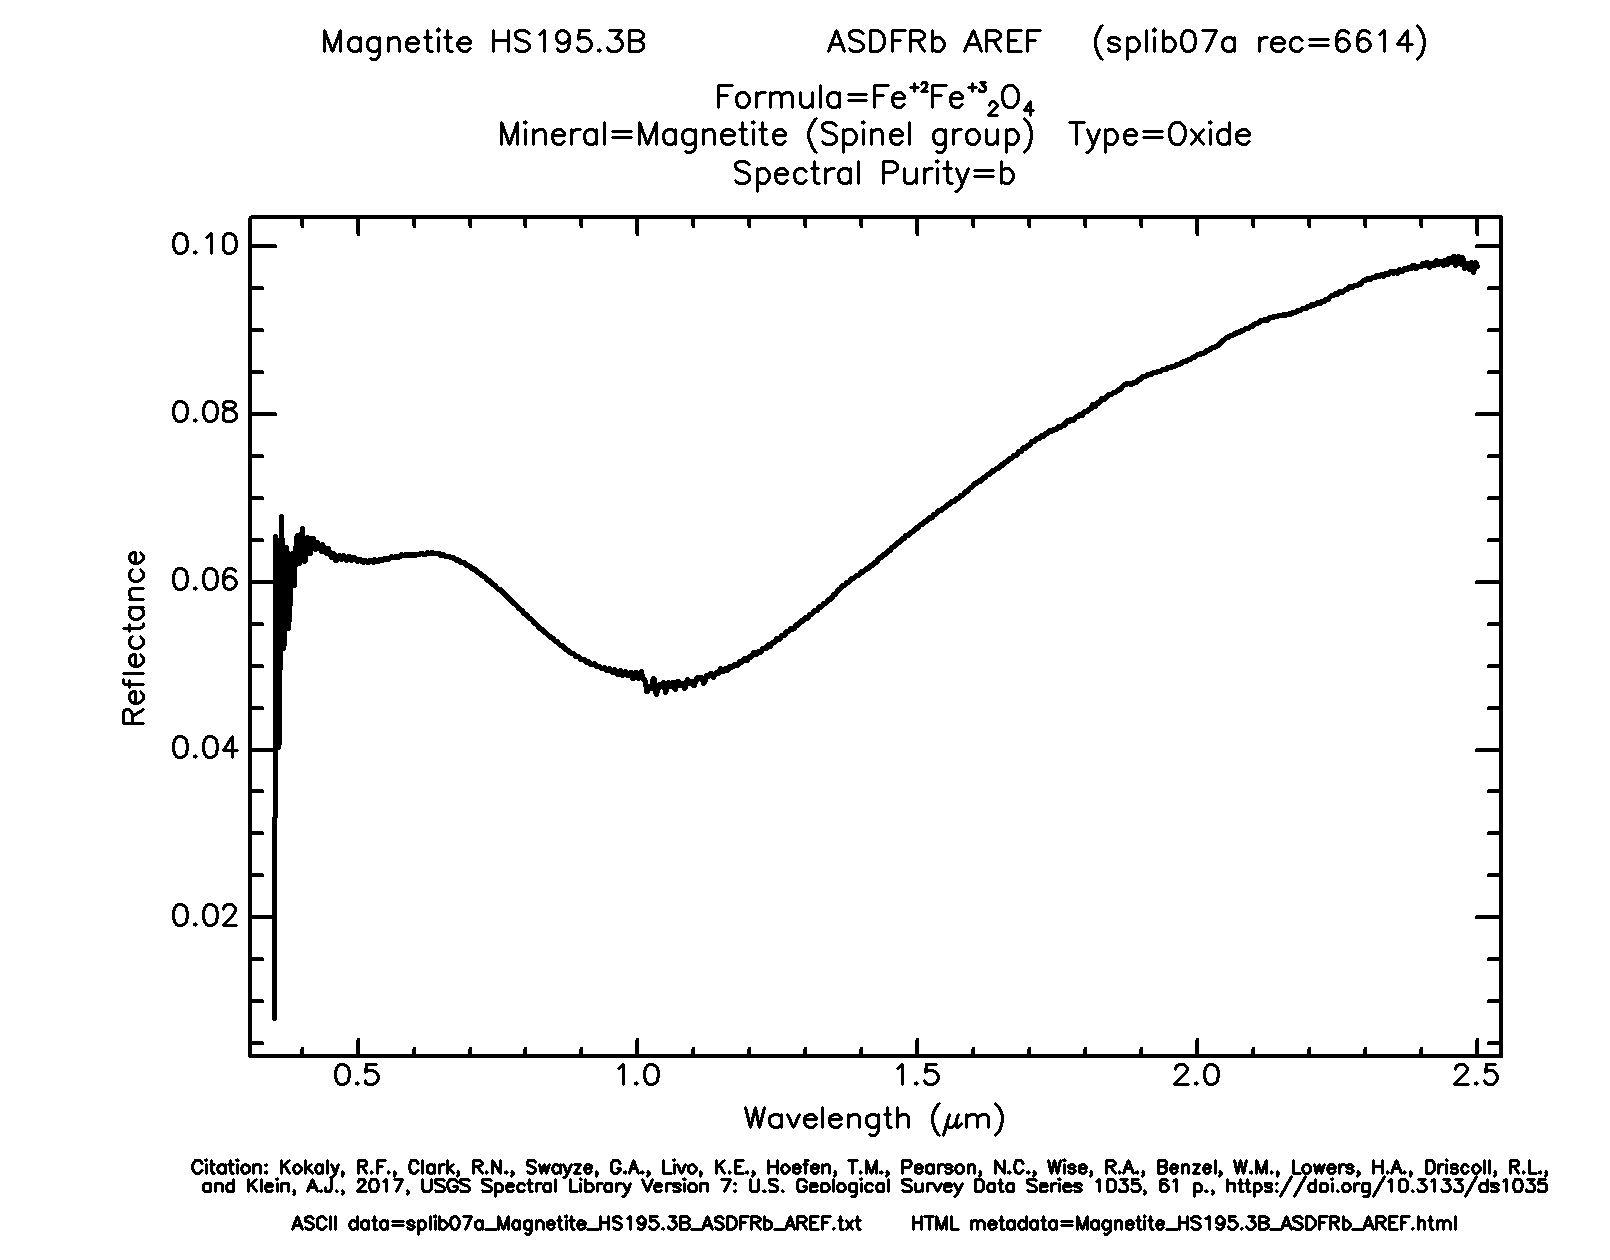 Magnetite HS195.3B ASDFRb AREF (splib07a rec=6614)
Formula=Fe⁺²Fe⁺³₂O₄
Mineral=Magnetite (Spinel group) Type=Oxide
Spectral Purity=b
0.10
0.08
0.06
0.04
0.02
Reflectance
0.5 1.0 1.5 2.0 2.5
Wavelength (μm)
Citation: Kokaly, R.F., Clark, R.N., Swayze, G.A., Livo, K.E., Hoefen, T.M., Pearson, N.C., Wise, R.A., Benzel, W.M., Lowers, H.A., Driscoll, R.L.,
and Klein, A.J., 2017, USGS Spectral Library Version 7: U.S. Geological Survey Data Series 1035, 61 p., https://doi.org/10.3133/ds1035
ASCII data=splib07a_Magnetite_HS195.3B_ASDFRb_AREF.txt HTML metadata=Magnetite_HS195.3B_ASDFRb_AREF.html